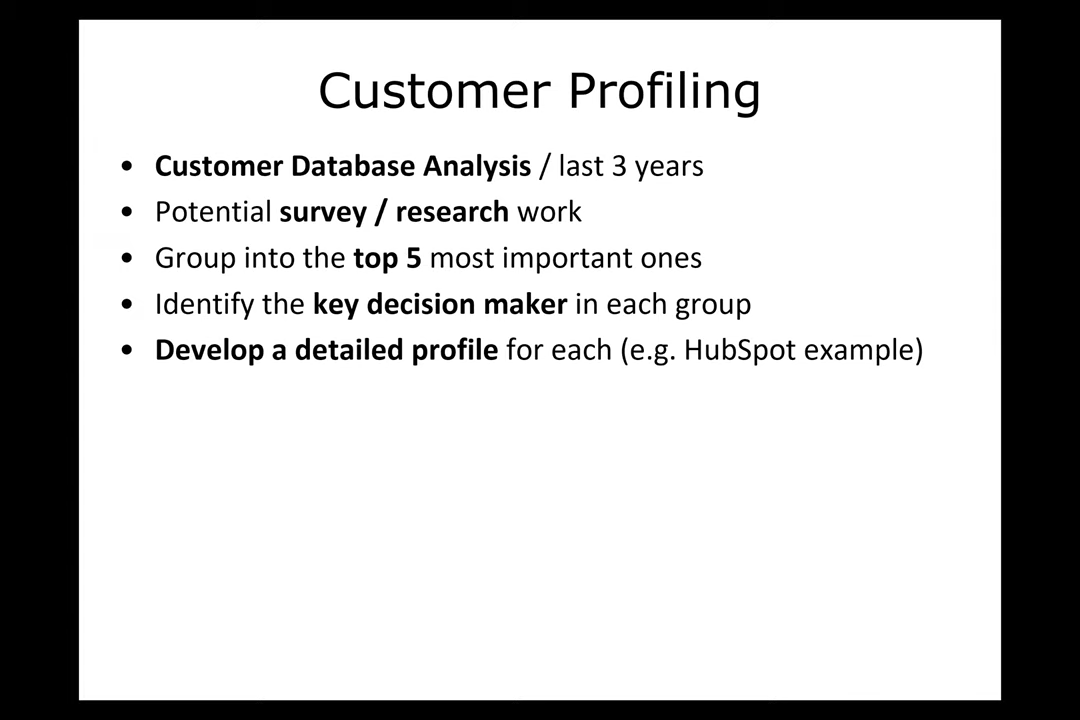 Customer Profiling
• Customer Database Analysis / last 3 years
• Potential survey / research work
• Group into the top 5 most important ones
• Identify the key decision maker in each group
• Develop a detailed profile for each (e.g. HubSpot example)